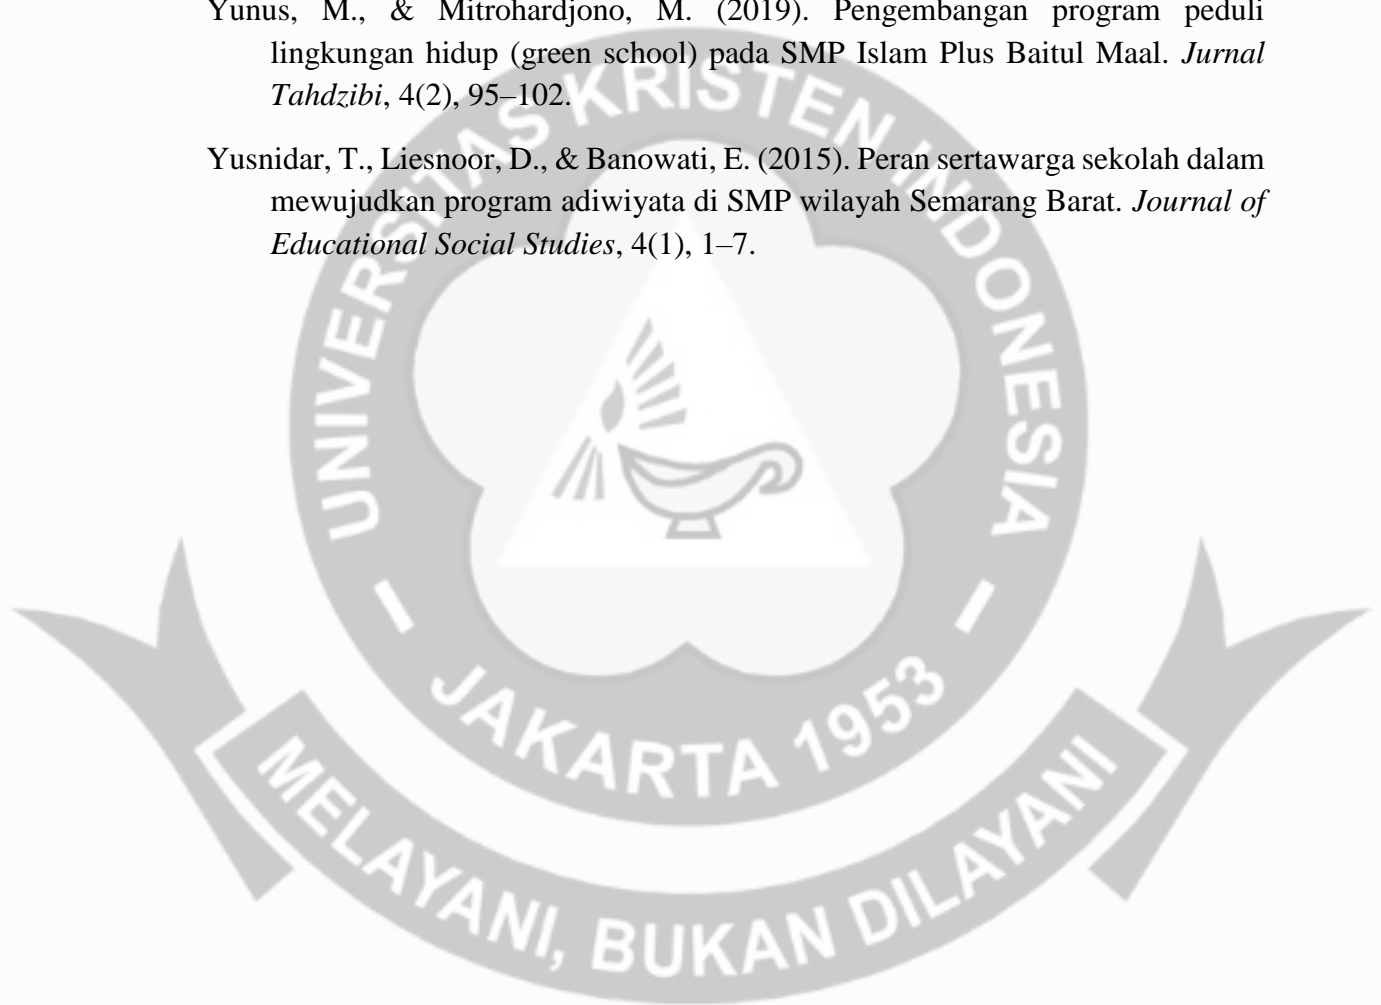 Yunus, M., & Mitrohardjono, M. (2019). Pengembangan program peduli
lingkungan hidup (green school) pada SMP Islam Plus Baitul Maal. Jurnal
Tahdzibi, 4(2), 95–102.
Yusnidar, T., Liesnoor, D., & Banowati, E. (2015). Peran sertawarga sekolah dalam
mewujudkan program adiwiyata di SMP wilayah Semarang Barat. Journal of
Educational Social Studies, 4(1), 1–7.
UNIVERSITAS KRISTEN INDONESIA
JAKARTA 1953
MELAYANI, BUKAN DILAYANI